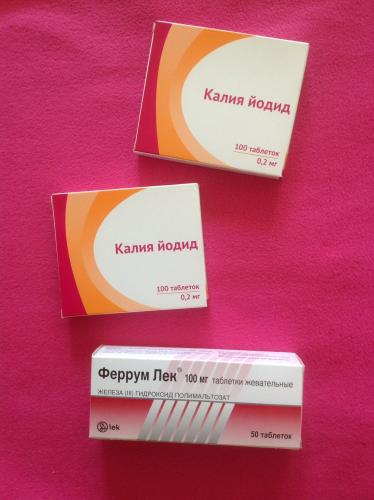 Калия йодид
100 таблеток
0,2 мг
Калия йодид
100 таблеток
0,2 мг
Феррум Лек® 100 мг таблетки жевательные
ЖЕЛЕЗА (III) ГИДРОКСИД ПОЛИМАЛЬТОЗАТ
lek
50 таблеток